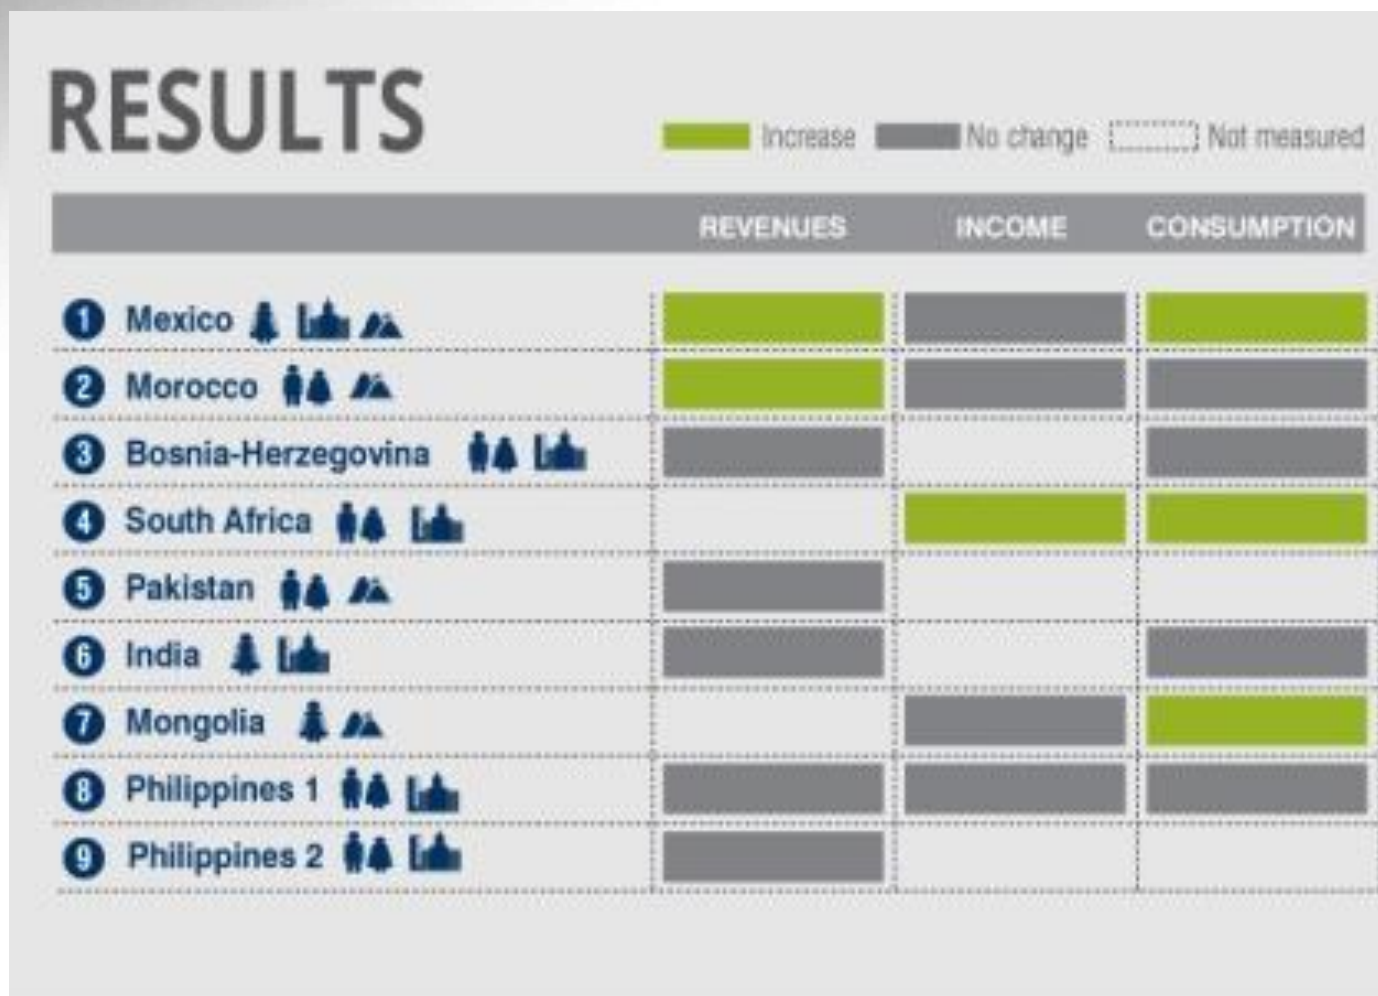 RESULTS
Increase No change Not measured
REVENUES INCOME CONSUMPTION
1 Mexico
2 Morocco
3 Bosnia-Herzegovina
4 South Africa
5 Pakistan
6 India
7 Mongolia
8 Philippines 1
9 Philippines 2